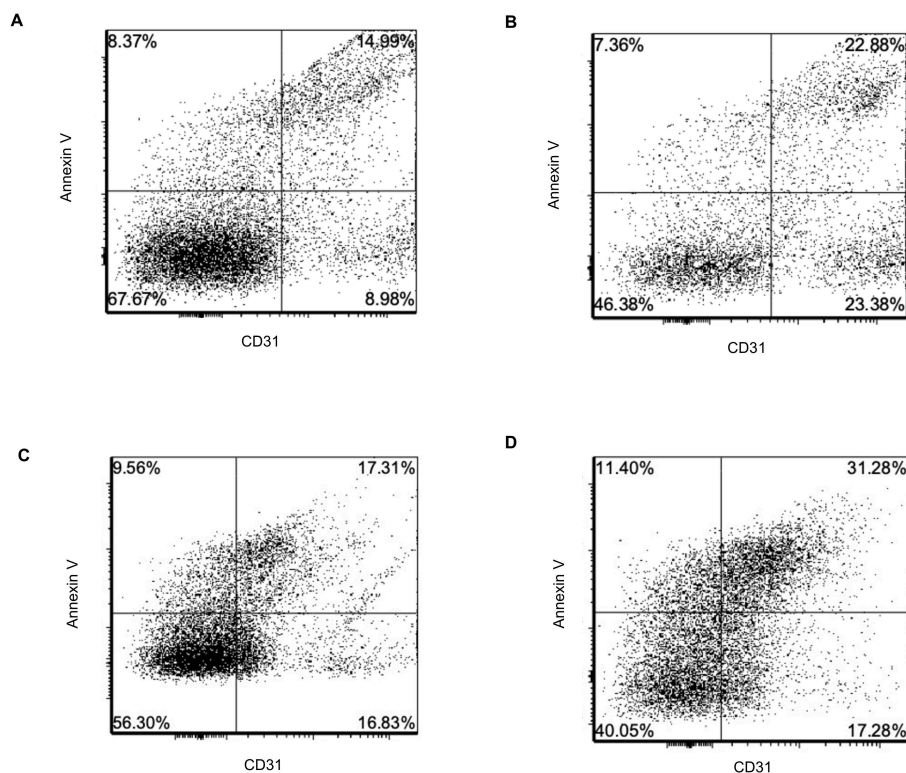 A
8.37%
14.99%
Annexin V
67.67%
8.98%
CD31
B
7.36%
22.88%
Annexin V
46.38%
23.38%
CD31
C
9.56%
17.31%
Annexin V
56.30%
16.83%
CD31
D
11.40%
31.28%
Annexin V
40.05%
17.28%
CD31